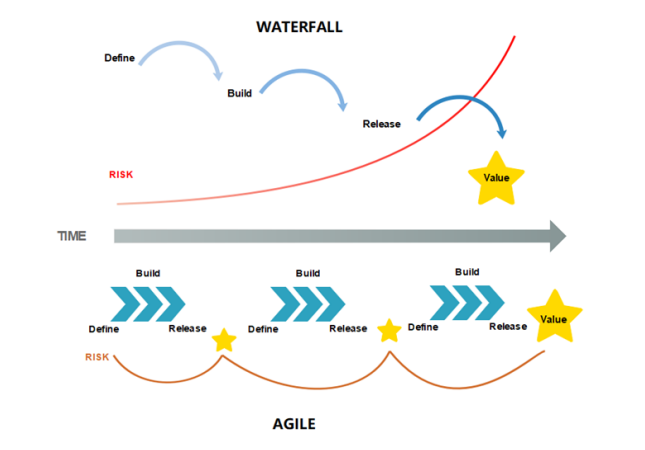 WATERFALL
Define
Build
Release
RISK
Value
TIME
Build
Build
Build
Define
Release
Define
Release
Define
Release
Value
RISK
AGILE